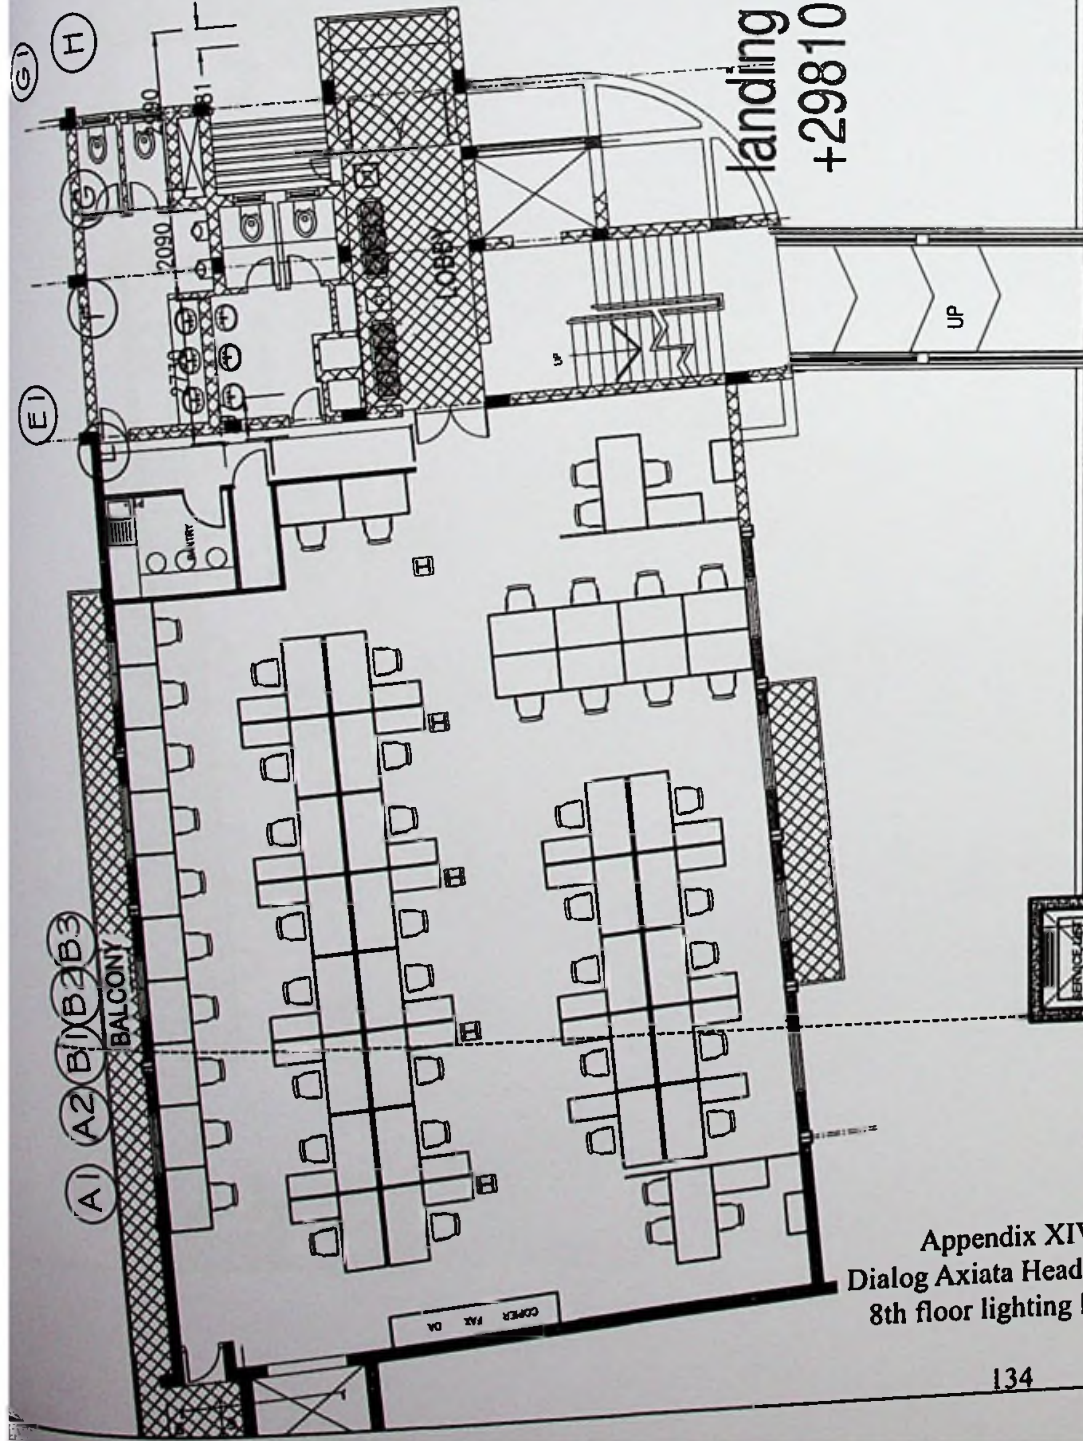 G1
H
landing
+29810
81
G
2090
LOBBY
F
UP
UP
E1
E
PANTRY
A1
A2
B1
B2
B3
BALCONY
SERVICE LIFT
COPIER FAX DA
Appendix XIV
Dialog Axiata Head
8th floor lighting
134